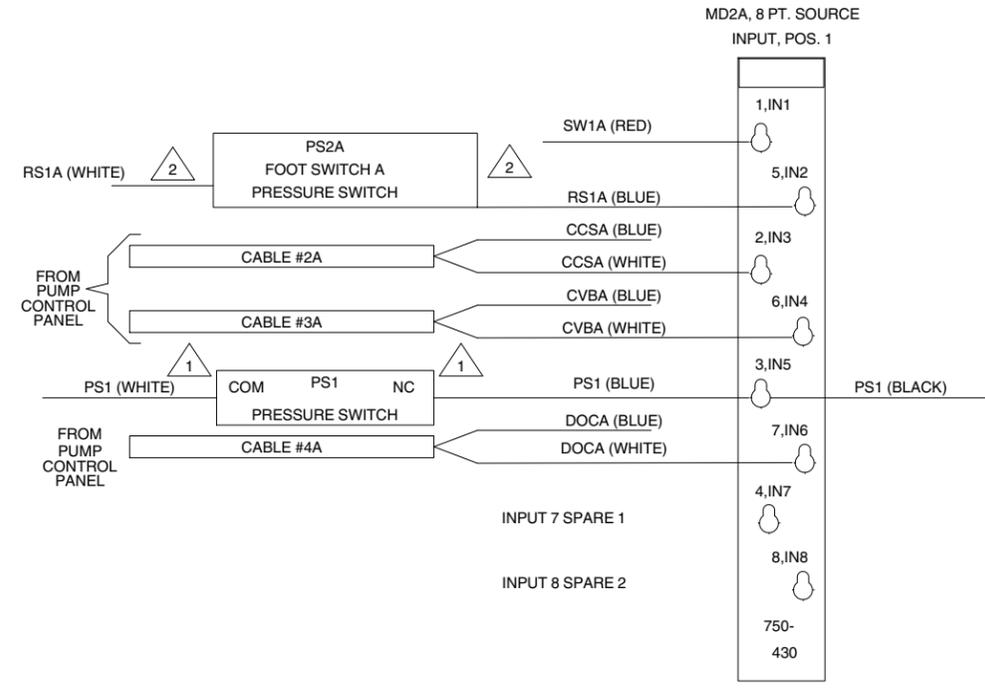 MD2A, 8 PT. SOURCE
INPUT, POS. 1
1,IN1
SW1A (RED)
PS2A
FOOT SWITCH A
PRESSURE SWITCH
2
2
RS1A (WHITE)
5,IN2
RS1A (BLUE)
CCSA (BLUE)
2,IN3
CABLE #2A
CCSA (WHITE)
FROM
PUMP
CONTROL
PANEL
CVBA (BLUE)
6,IN4
CABLE #3A
CVBA (WHITE)
1
1
3,IN5
PS1 (WHITE)
COM
PS1
NC
PRESSURE SWITCH
PS1 (BLUE)
PS1 (BLACK)
DOCA (BLUE)
7,IN6
FROM
PUMP
CONTROL
PANEL
CABLE #4A
DOCA (WHITE)
4,IN7
INPUT 7 SPARE 1
8,IN8
INPUT 8 SPARE 2
750-
430